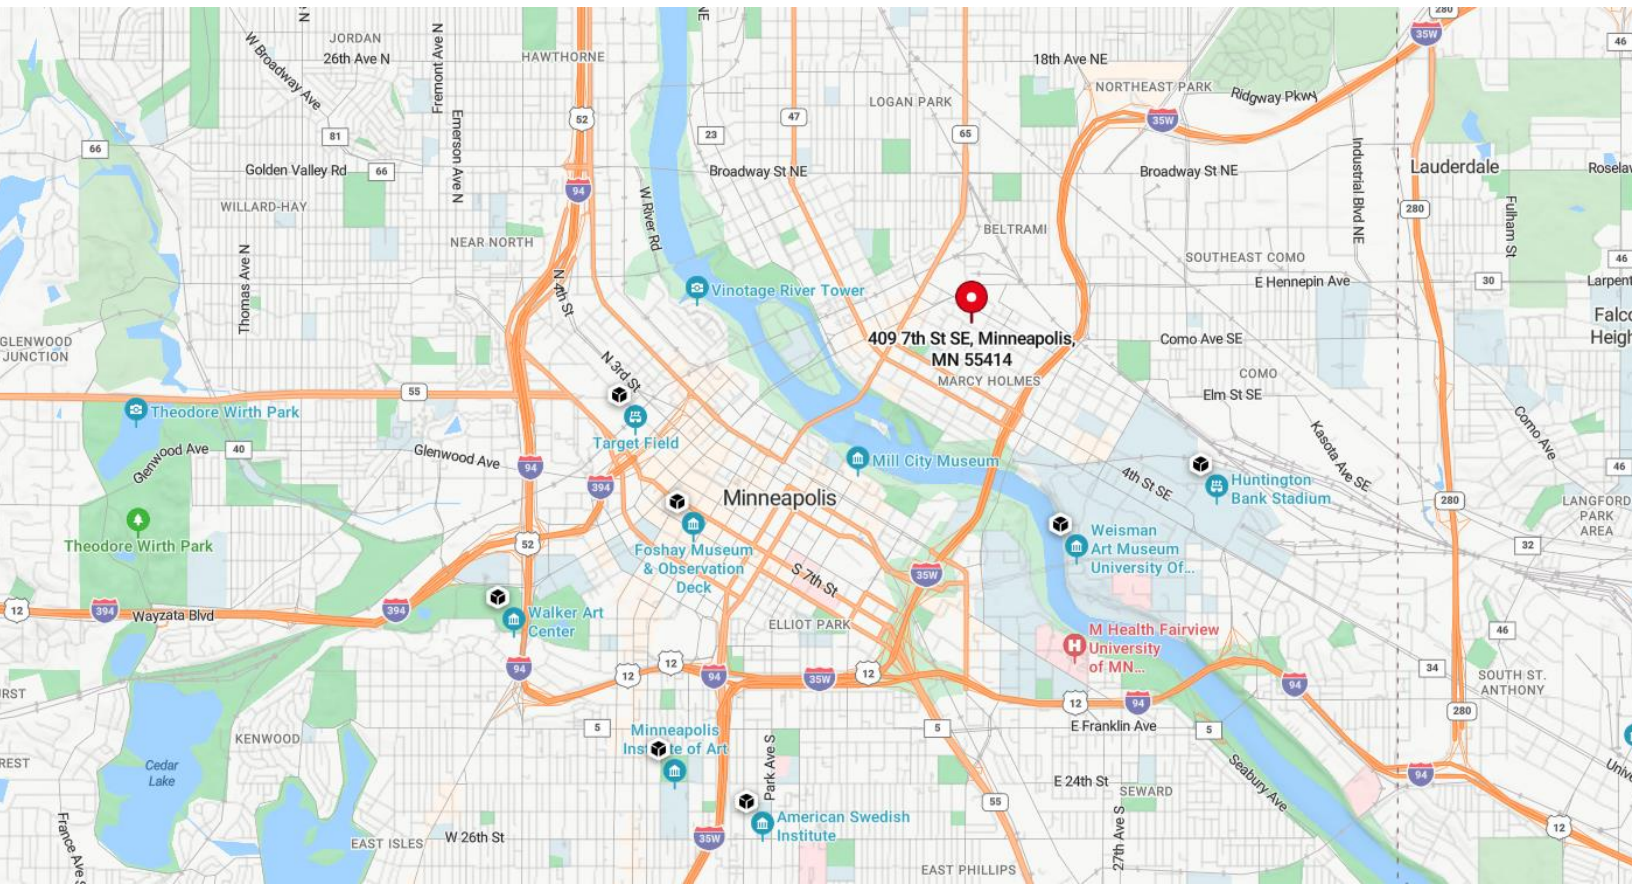 N
NE
280
35W
JORDAN
26th Ave N
Fremont Ave N
HAWTHORNE
W Broadway Ave
18th Ave NE
46
NORTHEAST PARK
LOGAN PARK
Ridgway Pkwy
52
47
35W
81
23
65
Emerson Ave N
66
Golden Valley Rd
66
Broadway St NE
Broadway St NE
Industrial Blvd NE
Lauderdale
94
W River Rd
WILLARD-HAY
280
Fulham St
NEAR NORTH
BELTRAMI
SOUTHEAST COMO
46
Thomas Ave N
N 4th St
Vinotage River Tower
E Hennepin Ave
30
409 7th St SE, Minneapolis,
MN 55414
Como Ave SE
GLENWOOD
JUNCTION
N 3rd St
MARCY HOLMES
COMO
55
Elm St SE
Theodore Wirth Park
Target Field
Glenwood Ave
40
Glenwood Ave
Mill City Museum
Kasota Ave SE
Como Ave
94
394
4th St SE
Huntington
Bank Stadium
46
Minneapolis
280
LANGFORD
PARK
AREA
Theodore Wirth Park
52
Foshay Museum
& Observation
Deck
Weisman
Art Museum
University Of...
32
S 7th St
35W
12
394
Wayzata Blvd
394
Walker Art
Center
ELLIOT PARK
M Health Fairview
University
of MN...
46
94
12
12
94
35W
12
34
SOUTH ST.
ANTHONY
94
12
94
280
5
5
E Franklin Ave
5
KENWOOD
Minneapolis
Park Ave S
Cedar
Lake
E 24th St
SEWARD
Seabury Ave
94
55
American Swedish
Institute
12
France Ave S
EAST ISLES
W 26th St
35W
27th Ave S
EAST PHILLIPS